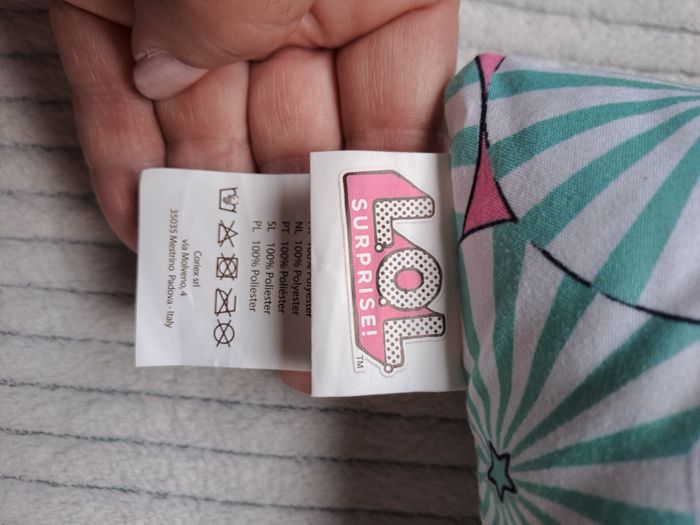 L.O.L.
SURPRISE!
TM
NL 100% Polyester
PT 100% Poliéster
SL 100% Poliester
PL 100% Poliester
Coriex srl
via Molveno, 4
35035 Mestrino Padova - Italy